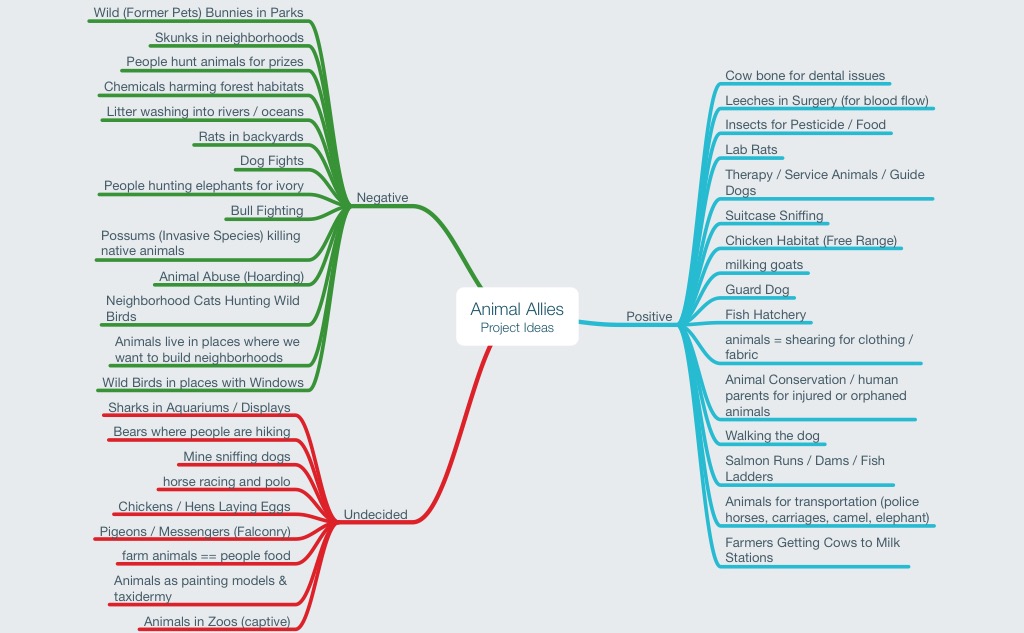 Wild (Former Pets) Bunnies in Parks
Skunks in neighborhoods
People hunt animals for prizes
Chemicals harming forest habitats
Litter washing into rivers / oceans
Rats in backyards
Dog Fights
People hunting elephants for ivory
Bull Fighting
Possums (Invasive Species) killing
native animals
Animal Abuse (Hoarding)
Neighborhood Cats Hunting Wild
Birds
Animals live in places where we
want to build neighborhoods
Wild Birds in places with Windows
Negative
Sharks in Aquariums / Displays
Bears where people are hiking
Mine sniffing dogs
horse racing and polo
Chickens / Hens Laying Eggs
Pigeons / Messengers (Falconry)
farm animals == people food
Animals as painting models &
taxidermy
Animals in Zoos (captive)
Undecided
Animal Allies
Project Ideas
Positive
Cow bone for dental issues
Leeches in Surgery (for blood flow)
Insects for Pesticide / Food
Lab Rats
Therapy / Service Animals / Guide
Dogs
Suitcase Sniffing
Chicken Habitat (Free Range)
milking goats
Guard Dog
Fish Hatchery
animals = shearing for clothing /
fabric
Animal Conservation / human
parents for injured or orphaned
animals
Walking the dog
Salmon Runs / Dams / Fish
Ladders
Animals for transportation (police
horses, carriages, camel, elephant)
Farmers Getting Cows to Milk
Stations